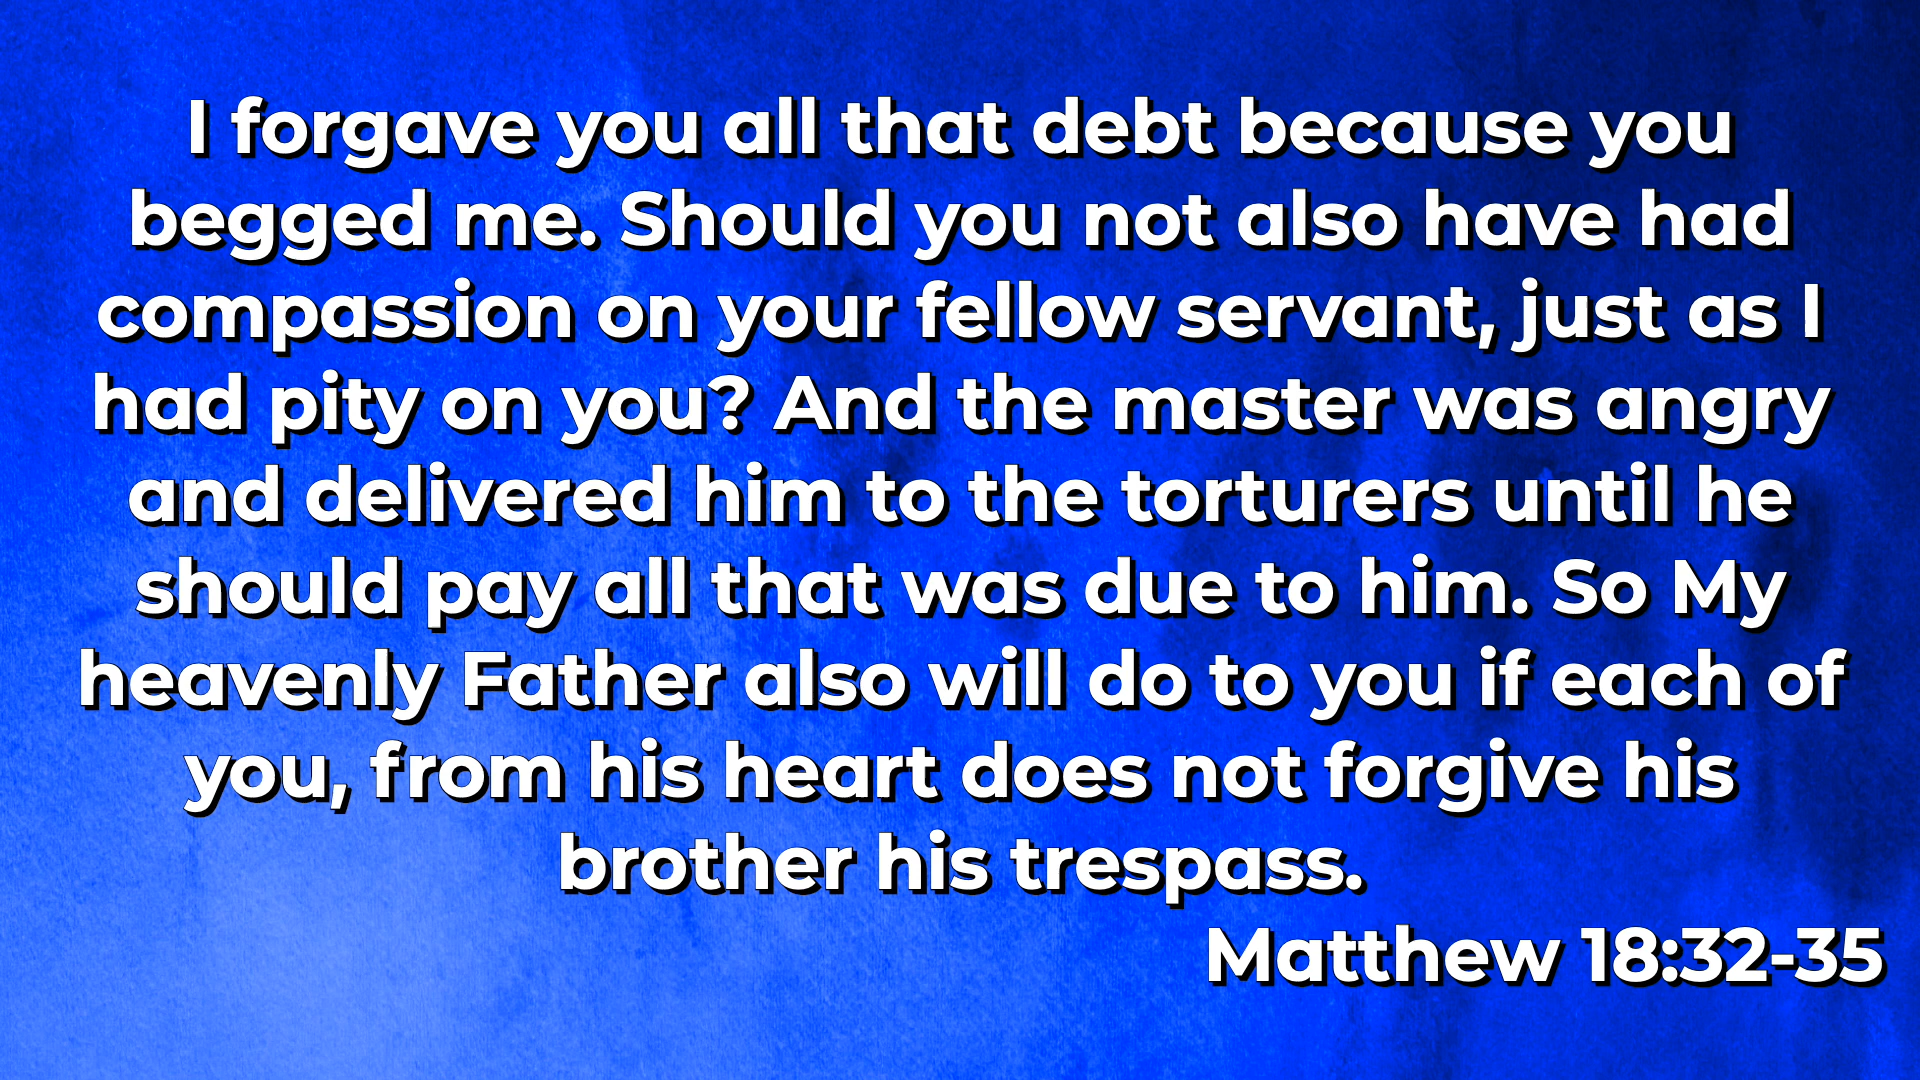 I forgave you all that debt because you
begged me. Should you not also have had
compassion on your fellow servant, just as I
had pity on you? And the master was angry
and delivered him to the torturers until he
should pay all that was due to him. So My
heavenly Father also will do to you if each of
you, from his heart does not forgive his
brother his trespass.
Matthew 18:32-35